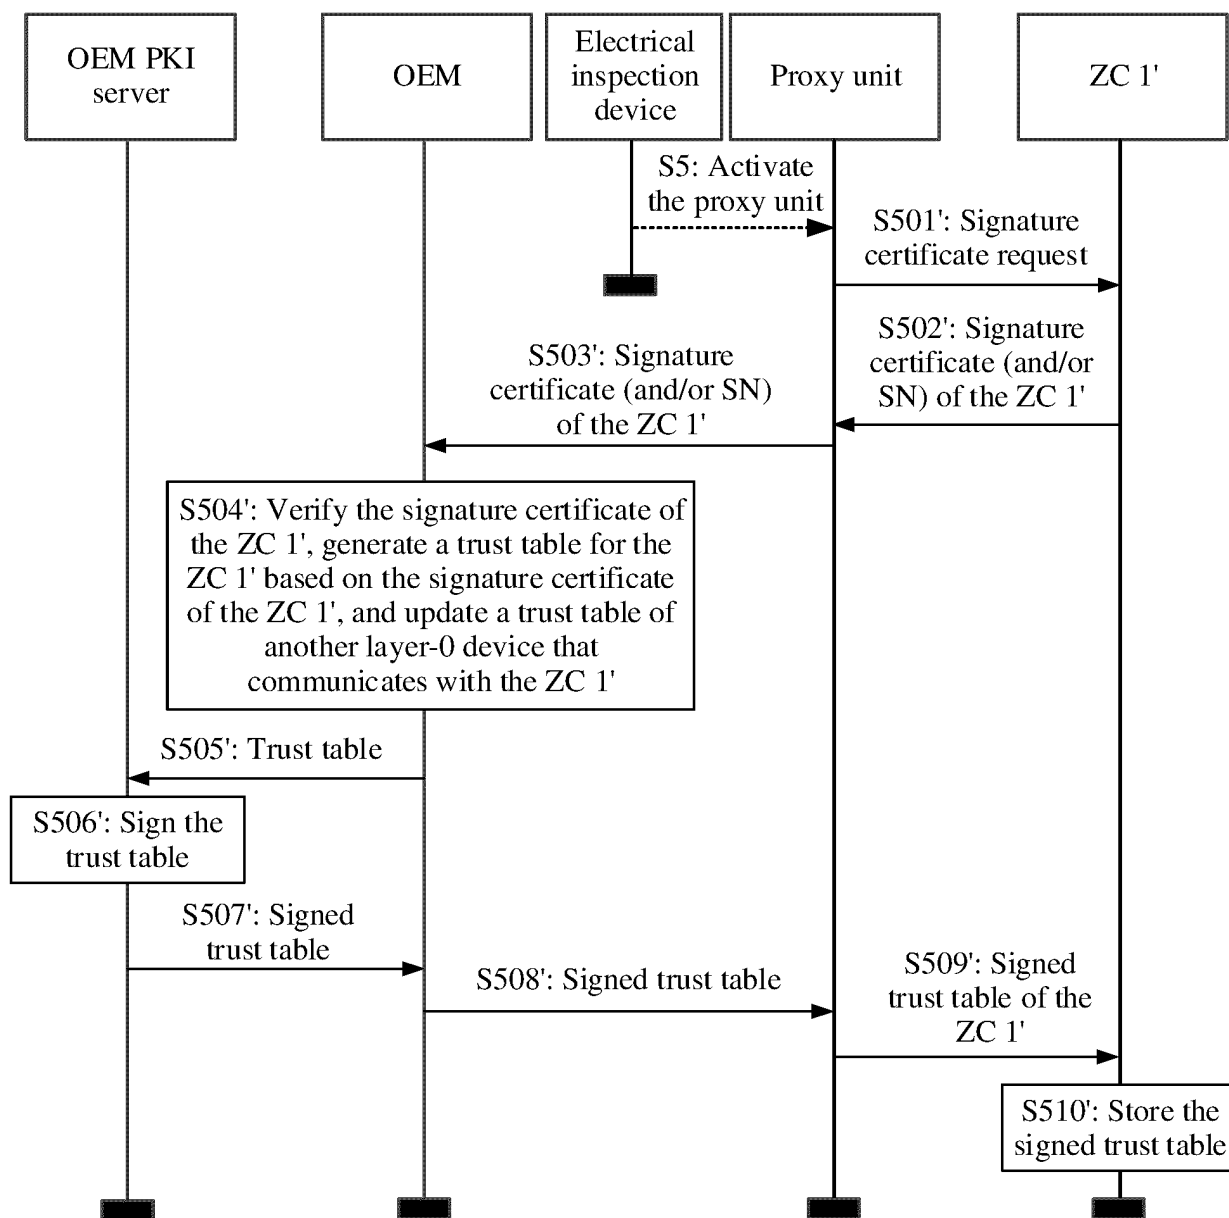 OEM PKI
server
OEM
Electrical
inspection
device
Proxy unit
ZC 1'
S5: Activate
the proxy unit
S501': Signature
certificate request
S502': Signature
certificate (and/or
SN) of the ZC 1'
S503': Signature
certificate (and/or SN)
of the ZC 1'
S504': Verify the signature certificate of
the ZC 1', generate a trust table for the
ZC 1' based on the signature certificate
of the ZC 1', and update a trust table of
another layer-0 device that
communicates with the ZC 1'
S505': Trust table
S506': Sign the
trust table
S507': Signed
trust table
S508': Signed trust table
S509': Signed
trust table of the
ZC 1'
S510': Store the
signed trust table